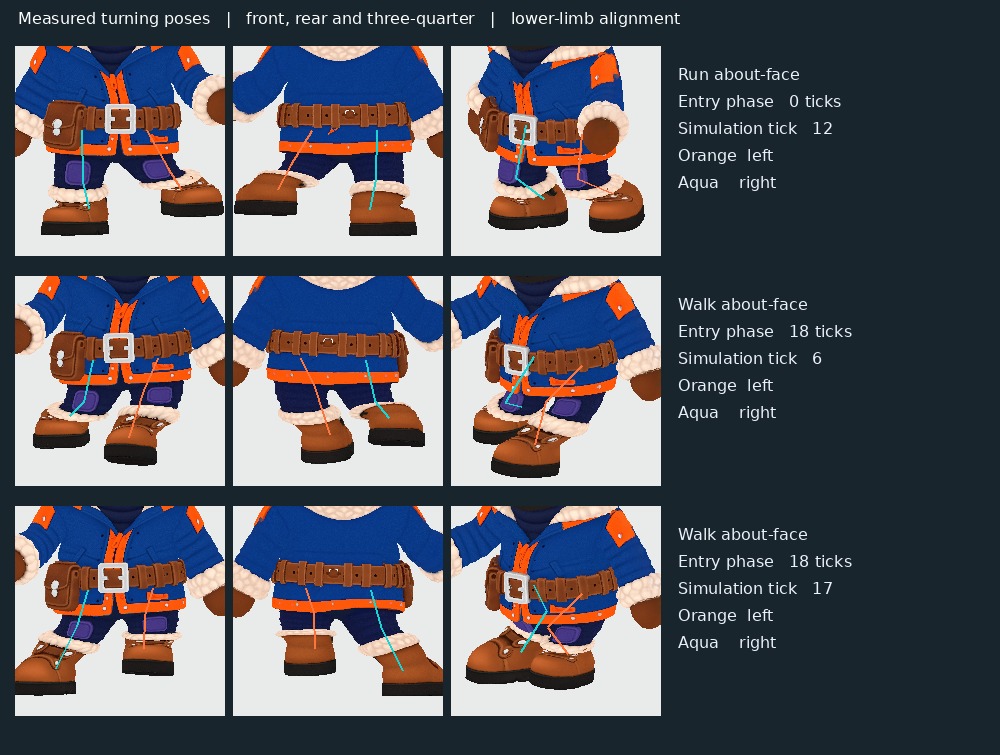 Measured turning poses | front, rear and three-quarter | lower-limb alignment
Run about-face
Entry phase 0 ticks
Simulation tick 12
Orange left
Aqua right
Walk about-face
Entry phase 18 ticks
Simulation tick 6
Orange left
Aqua right
Walk about-face
Entry phase 18 ticks
Simulation tick 17
Orange left
Aqua right